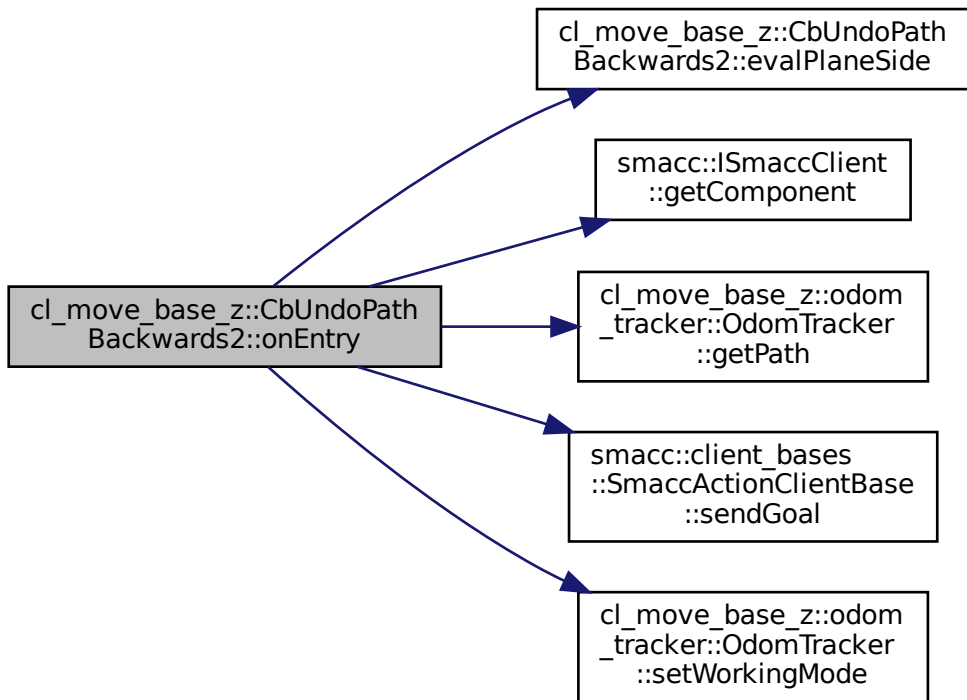 cl_move_base_z::CbUndoPath
Backwards2::onEntry
cl_move_base_z::CbUndoPath
Backwards2::evalPlaneSide
smacc::ISmaccClient
::getComponent
cl_move_base_z::odom
_tracker::OdomTracker
::getPath
smacc::client_bases
::SmaccActionClientBase
::sendGoal
cl_move_base_z::odom
_tracker::OdomTracker
::setWorkingMode